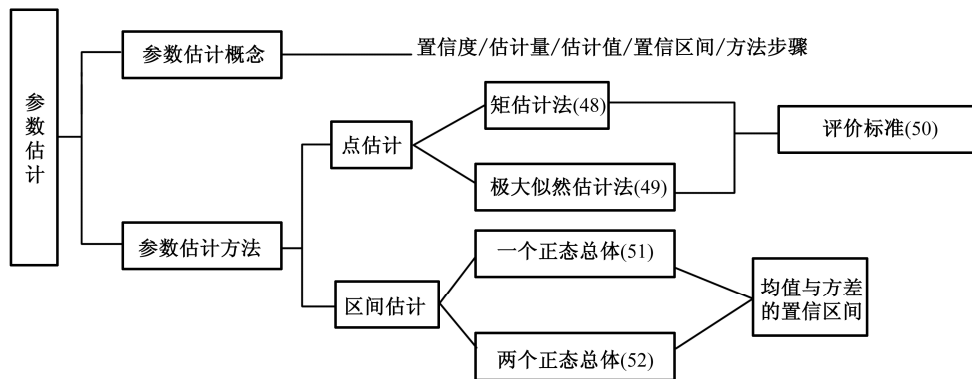 参数估计
参数估计概念
置信度/估计量/估计值/置信区间/方法步骤
参数估计方法
点估计
矩估计法(48)
极大似然估计法(49)
评价标准(50)
区间估计
一个正态总体(51)
两个正态总体(52)
均值与方差
的置信区间